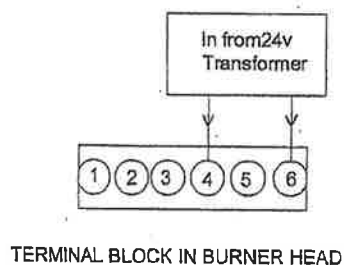 In from24v
Transformer
1 2 3 4 5 6
TERMINAL BLOCK IN BURNER HEAD